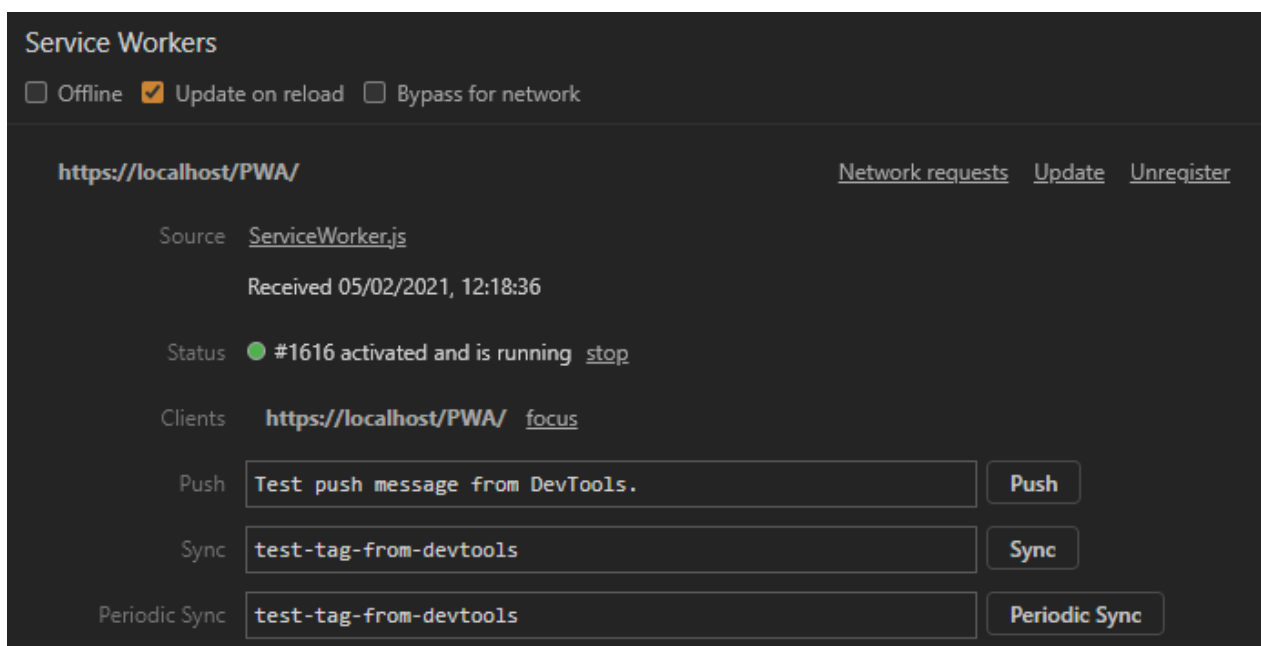 Service Workers
Offline Update on reload Bypass for network
https://localhost/PWA/ Network requests Update Unregister
Source ServiceWorker.js
Received 05/02/2021, 12:18:36
Status #1616 activated and is running stop
Clients https://localhost/PWA/ focus
Push Test push message from DevTools. Push
Sync test-tag-from-devtools Sync
Periodic Sync test-tag-from-devtools Periodic Sync